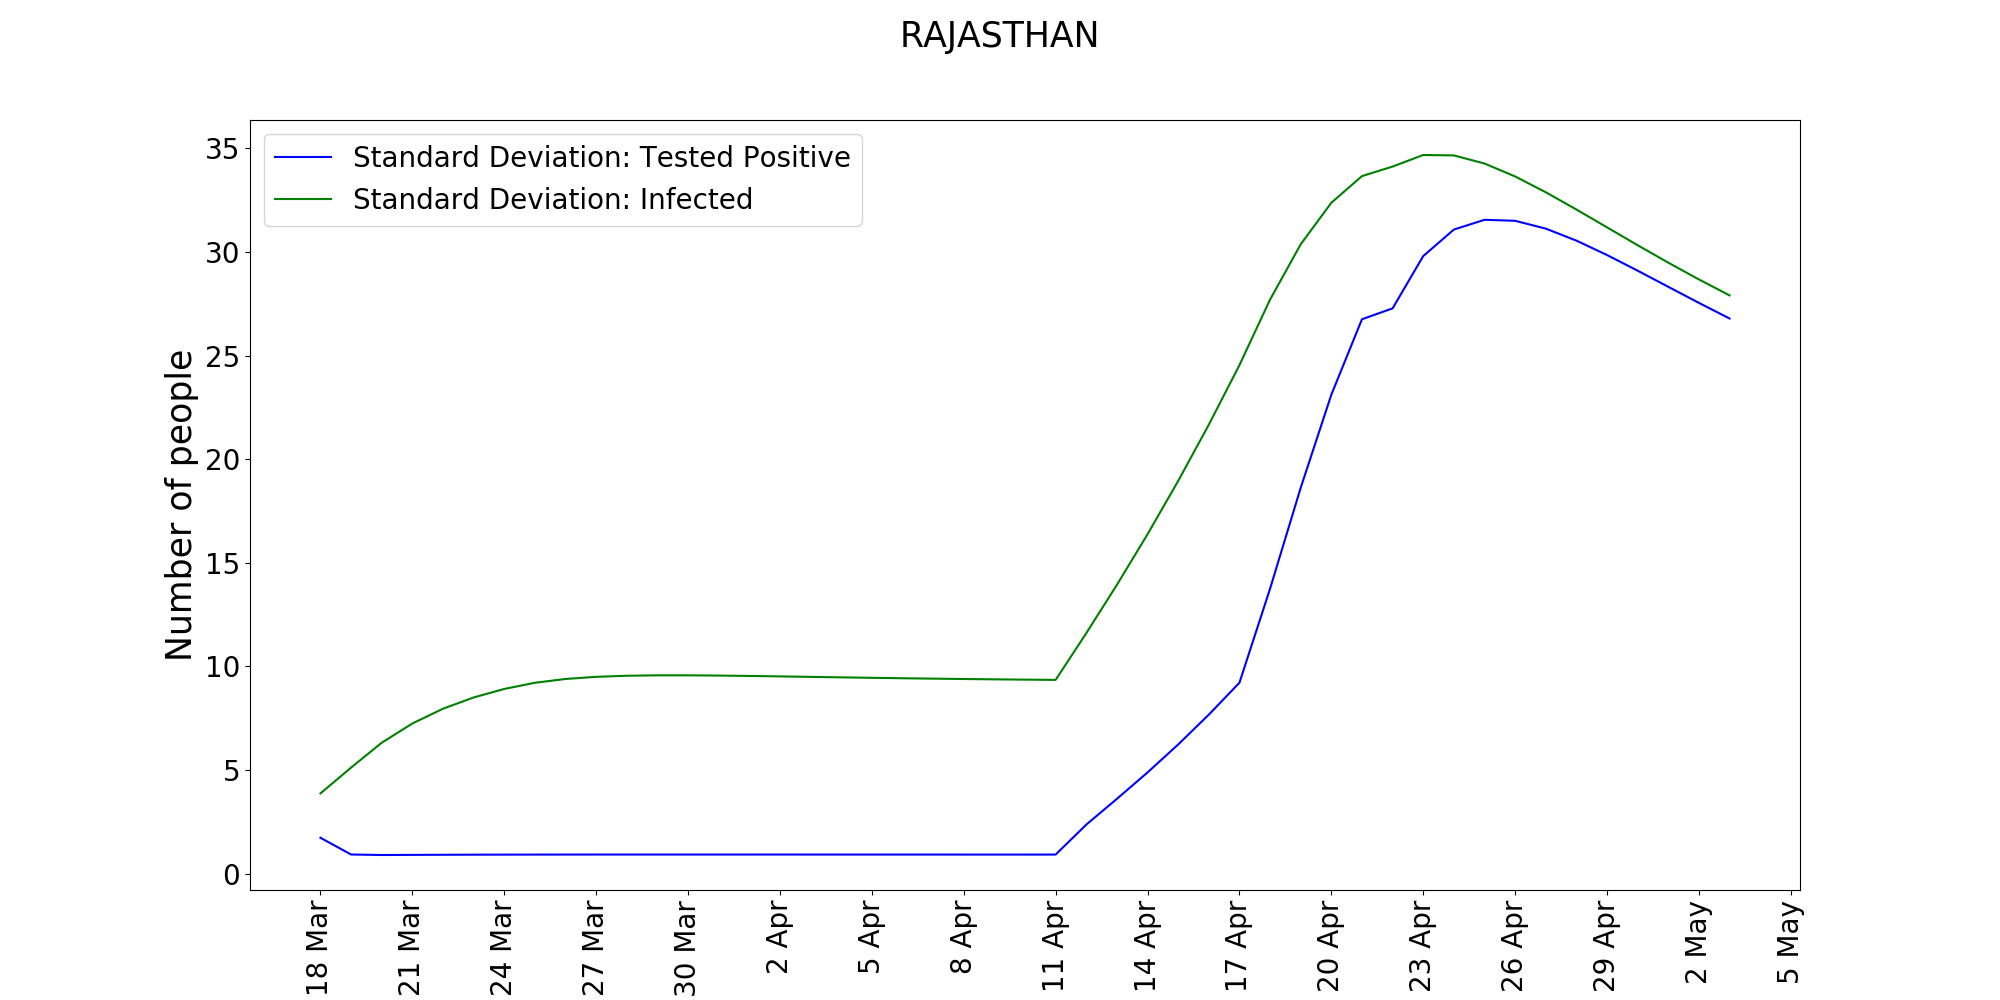 RAJASTHAN
Standard Deviation: Tested Positive
Standard Deviation: Infected
Number of people
35
30
25
20
15
10
5
0
18 Mar
21 Mar
24 Mar
27 Mar
30 Mar
2 Apr
5 Apr
8 Apr
11 Apr
14 Apr
17 Apr
20 Apr
23 Apr
26 Apr
29 Apr
2 May
5 May